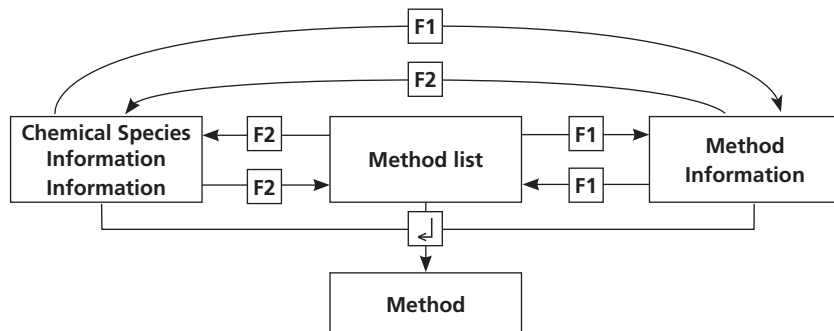 F1
F2
Chemical Species
Information
Information
F2
F2
Method list
F1
F1
Method
Information
Method